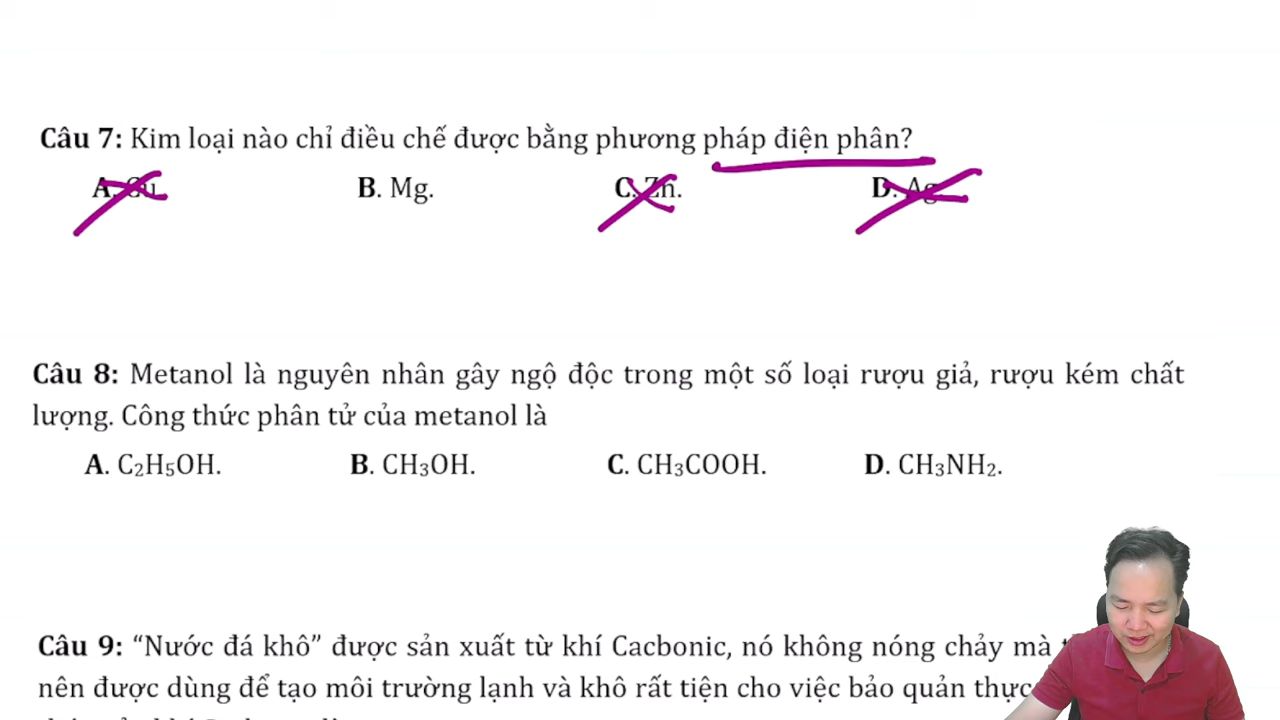 Câu 7: Kim loại nào chỉ điều chế được bằng phương pháp điện phân?
A. Cu. B. Mg. C. Zn. D. Ag.
Câu 8: Metanol là nguyên nhân gây ngộ độc trong một số loại rượu giả, rượu kém chất
lượng. Công thức phân tử của metanol là
A. C₂H₅OH. B. CH₃OH. C. CH₃COOH. D. CH₃NH₂.
Câu 9: “Nước đá khô” được sản xuất từ khí Cacbonic, nó không nóng chảy mà
nên được dùng để tạo môi trường lạnh và khô rất tiện cho việc bảo quản thực